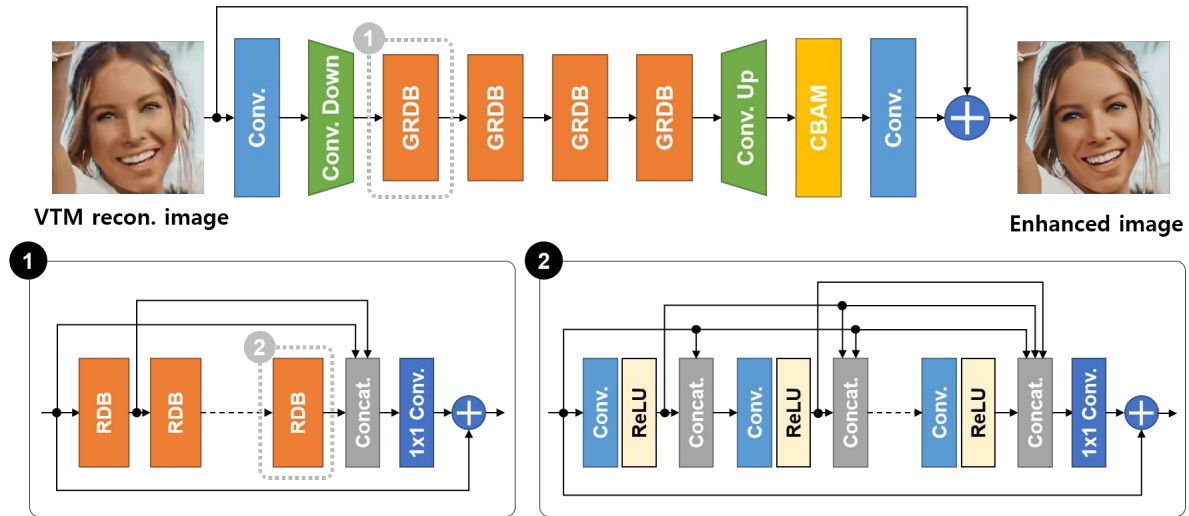 1
Conv.
Conv. Down
GRDB
GRDB
GRDB
GRDB
Conv. Up
CBAM
Conv.
VTM recon. image
Enhanced image
1
2
RDB
RDB
RDB
Concat.
1x1 Conv.
2
Conv.
ReLU
Concat.
Conv.
ReLU
Concat.
Conv.
ReLU
Concat.
1x1 Conv.